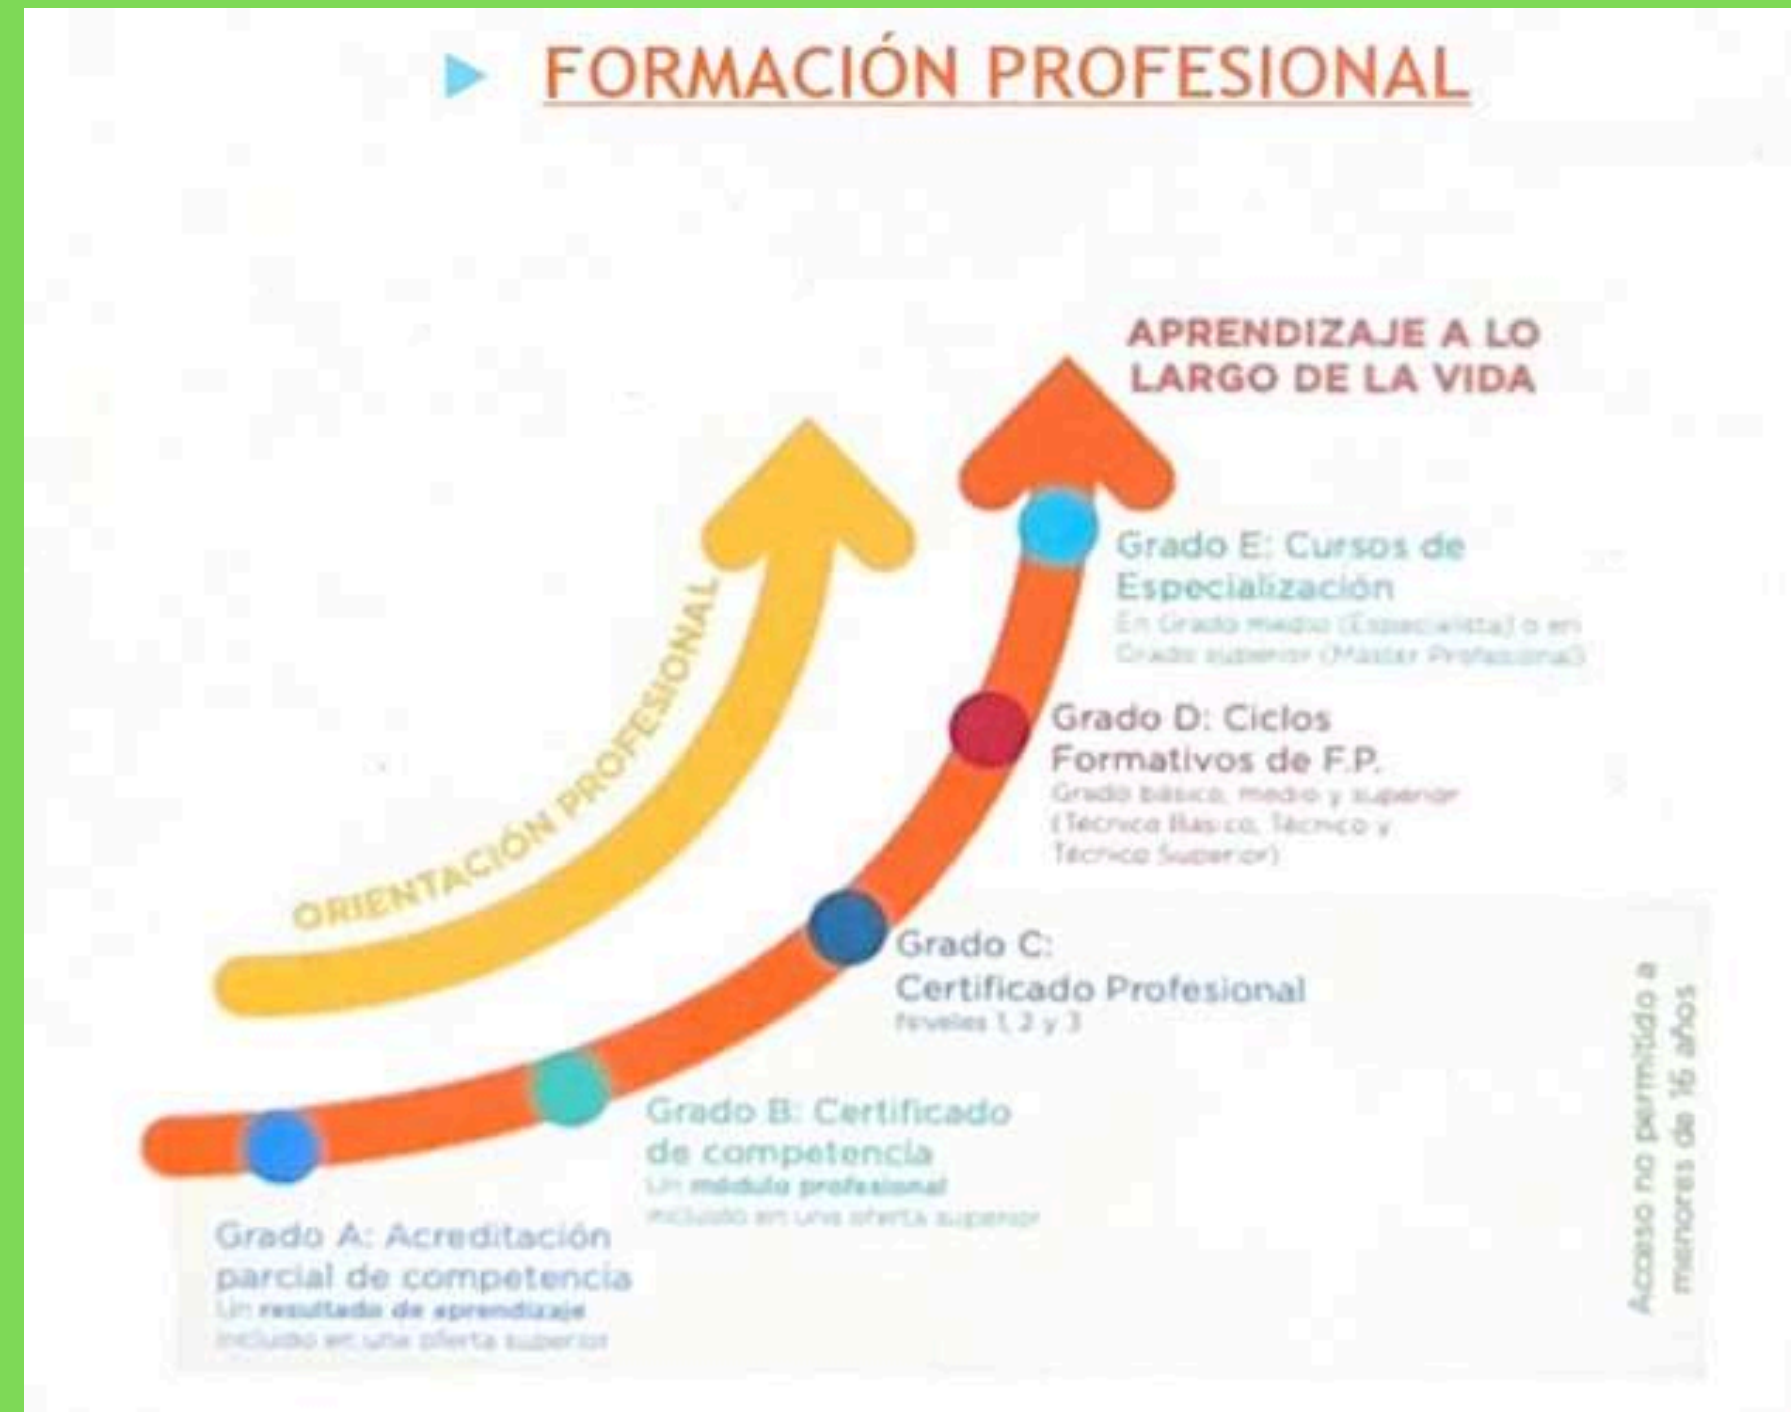 FORMACIÓN PROFESIONAL
APRENDIZAJE A LO
LARGO DE LA VIDA
ORIENTACIÓN PROFESIONAL
Grado E: Cursos de
Especialización
En Grado medio (Especialista) o en
Grado superior (Máster Profesional)
Grado D: Ciclos
Formativos de F.P.
Grado básico, medio y superior
(Técnico Básico, Técnico y
Técnico Superior)
Grado C:
Certificado Profesional
Niveles 1, 2 y 3
Grado B: Certificado
de competencia
Un módulo profesional
incluido en una oferta superior
Grado A: Acreditación
parcial de competencia
Un resultado de aprendizaje
incluido en una oferta superior
Acceso no permitido a
menores de 16 años